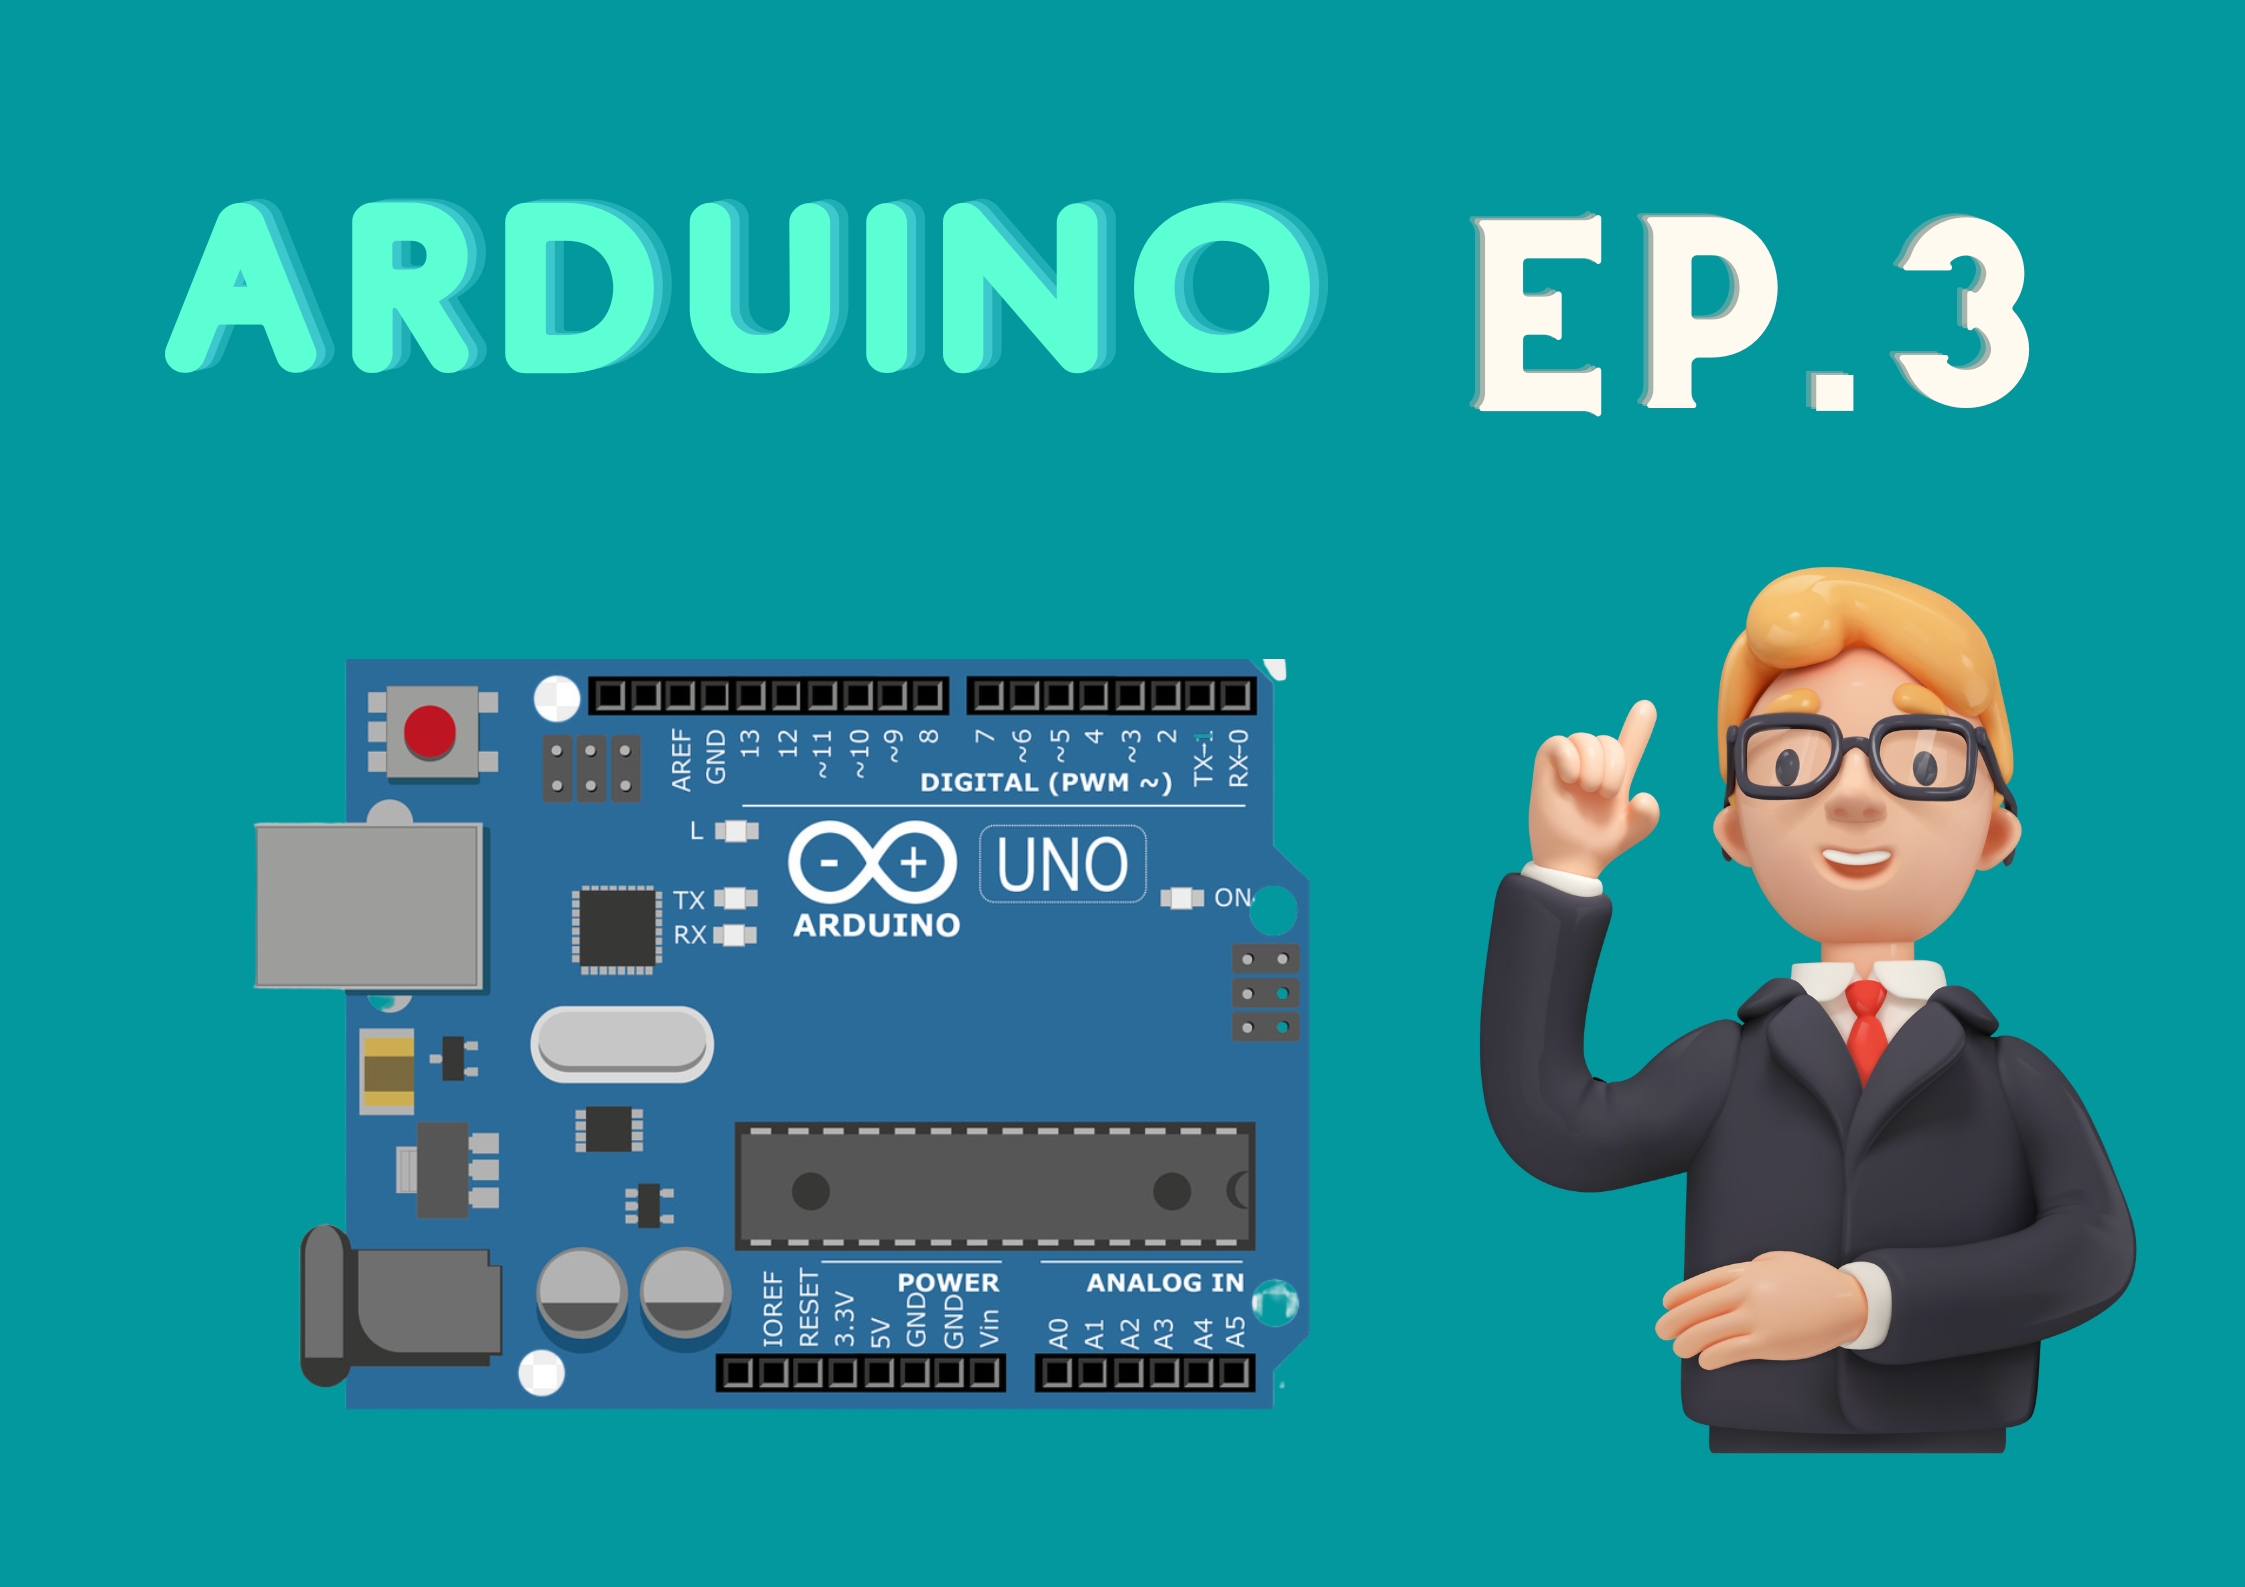 ARDUINO EP.3
AREF GND 13 12 ~11 ~10 ~9 8 7 ~6 ~5 4 ~3 2 TX→1 RX←0
DIGITAL (PWM ~)
L
UNO
TX
ON
RX
ARDUINO
POWER
ANALOG IN
IOREF RESET 3.3V 5V GND GND Vin A0 A1 A2 A3 A4 A5